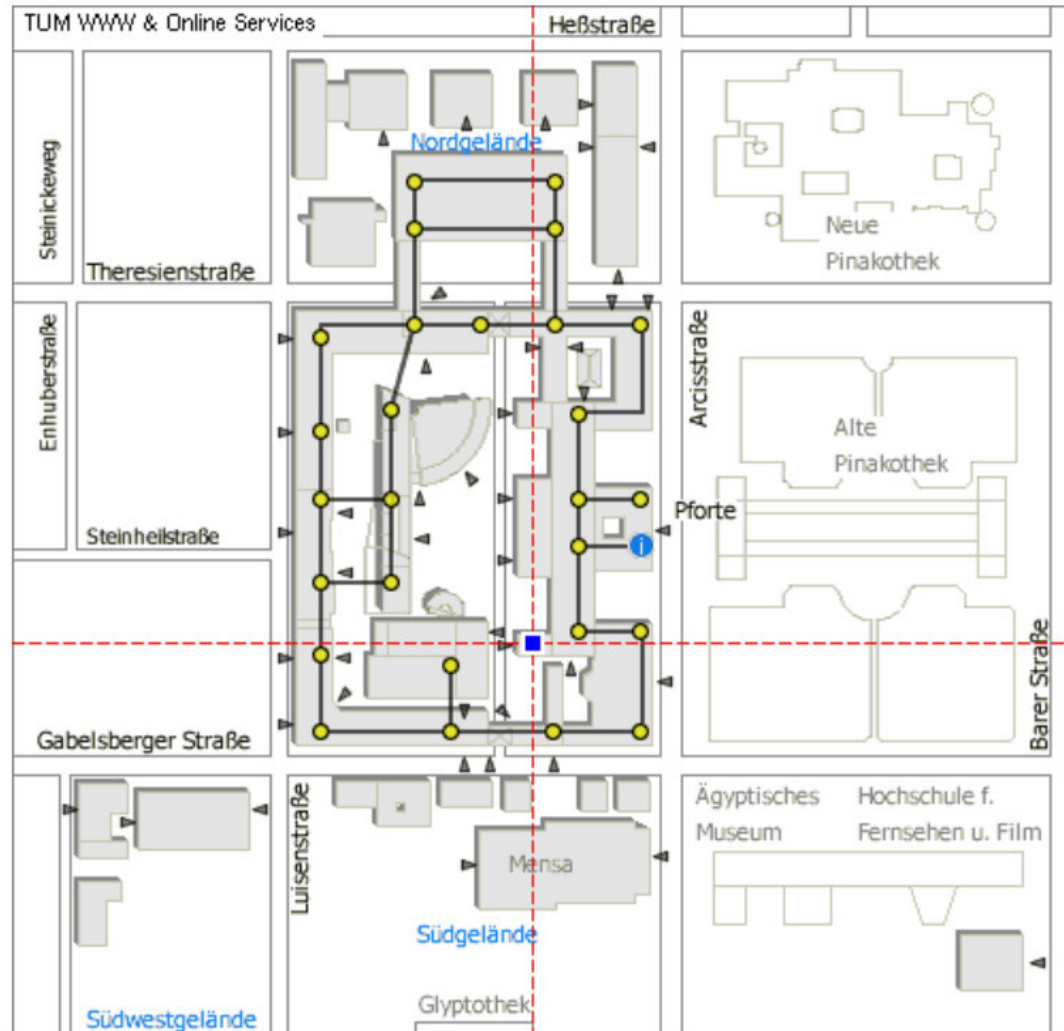 TUM WWW & Online Services
Heßstraße
Nordgelände
Steinickeweg
Theresienstraße
Neue
Pinakothek
Enhuberstraße
Arcisstraße
Alte
Pinakothek
Pforte
Steinheilstraße
i
Gabelsberger Straße
Barer Straße
Luisenstraße
Ägyptisches
Museum
Hochschule f.
Fernsehen u. Film
Mensa
Südgelände
Glyptothek
Südwestgelände